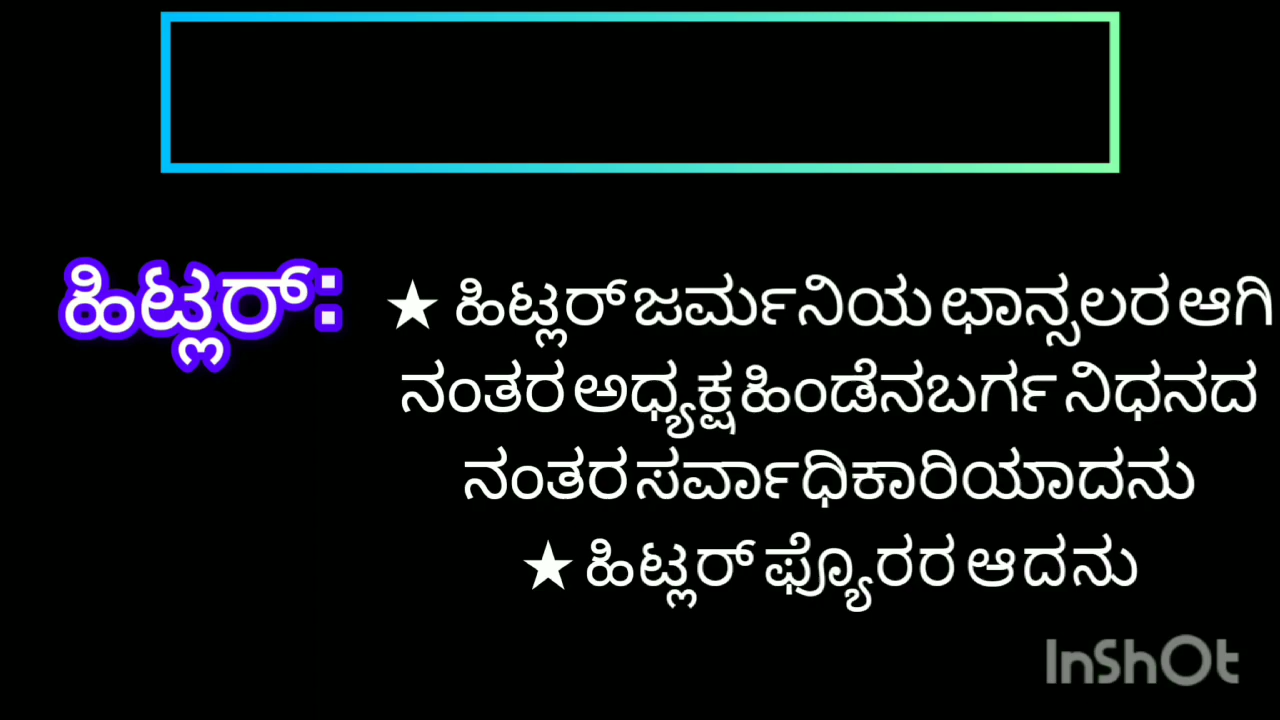 ಹಿಟ್ಲರ್:
★ ಹಿಟ್ಲರ್ ಜರ್ಮನಿಯ ಛಾನ್ಸಲರ ಆಗಿ
ನಂತರ ಅಧ್ಯಕ್ಷ ಹಿಂಡೆನಬರ್ಗ ನಿಧನದ
ನಂತರ ಸರ್ವಾಧಿಕಾರಿಯಾದನು
★ ಹಿಟ್ಲರ್ ಫ್ಯೊರರ ಆದನು
InShOt